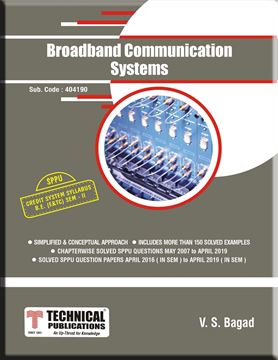 Broadband Communication
Systems
Sub. Code : 404190
SPPU
CREDIT SYSTEM SYLLABUS
B.E. (E&TC) SEM - II
● SIMPLIFIED & CONCEPTUAL APPROACH ● INCLUDES MORE THAN 150 SOLVED EXAMPLES
● CHAPTERWISE SOLVED SPPU QUESTIONS MAY 2007 to APRIL 2019
● SOLVED SPPU QUESTION PAPERS APRIL 2016 ( IN SEM ) to APRIL 2019 ( IN SEM )
TECHNICAL
PUBLICATIONS
An Up-Thrust for Knowledge
V. S. Bagad